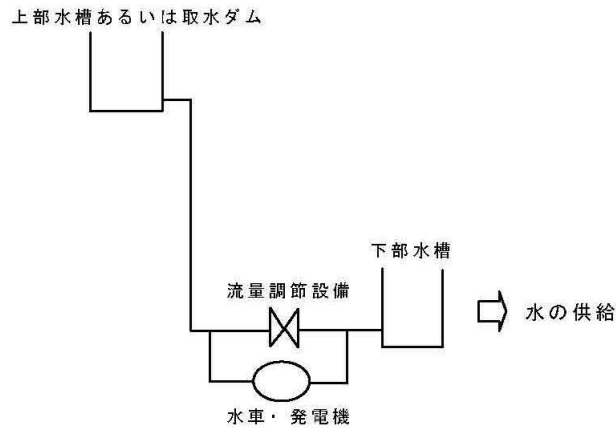 上部水槽あるいは取水ダム
下部水槽
流量調節設備
水の供給
水車・発電機